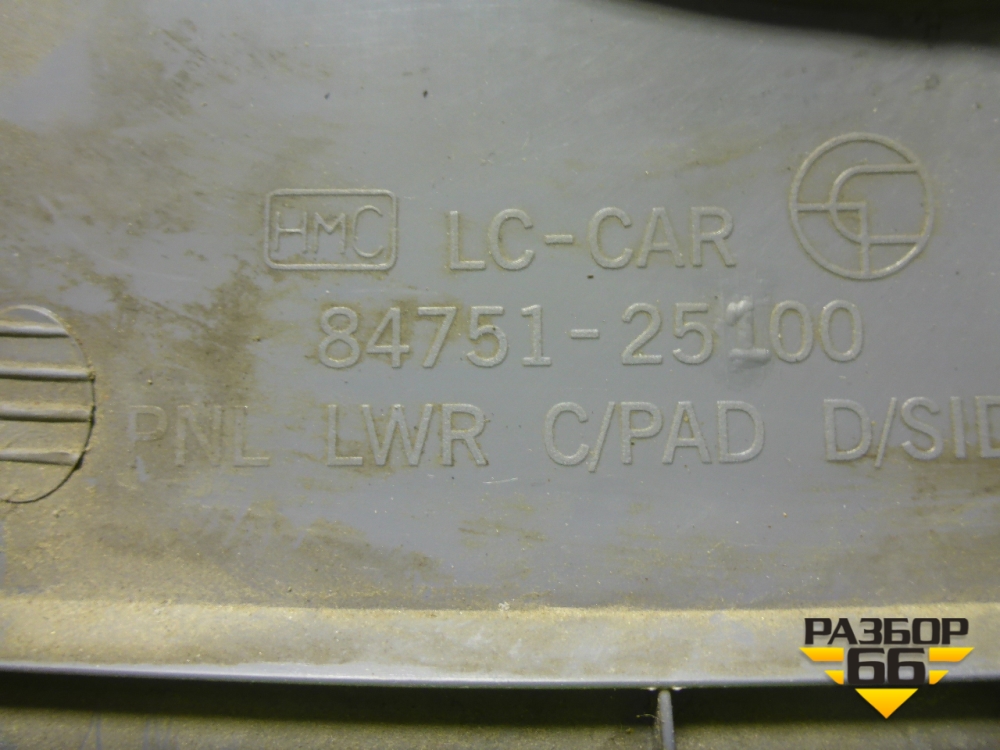 HMC LC-CAR
84751-25100
PNL LWR C/PAD D/SID
РАЗБОР
66